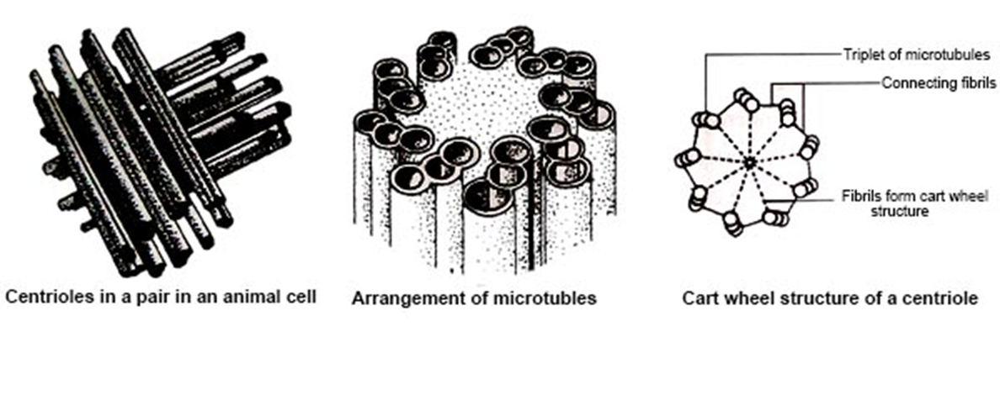 Triplet of microtubules
Connecting fibrils
Fibrils form cart wheel
structure
Centrioles in a pair in an animal cell
Arrangement of microtubles
Cart wheel structure of a centriole